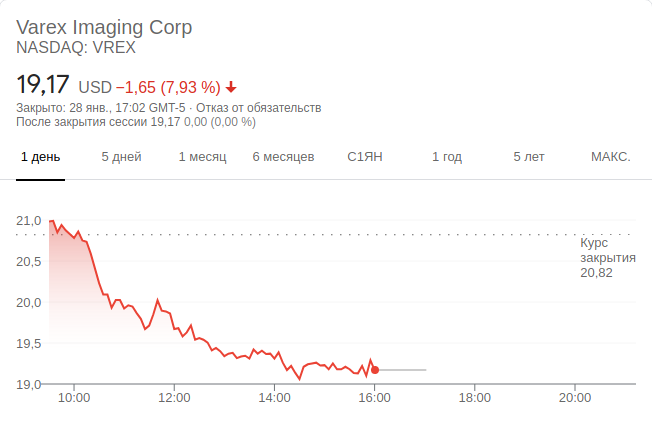 Varex Imaging Corp
NASDAQ: VREX
19,17 USD −1,65 (7,93 %)
Закрыто: 28 янв., 17:02 GMT-5 · Отказ от обязательств
После закрытия сессии 19,17 0,00 (0,00 %)
1 день 5 дней 1 месяц 6 месяцев С1ЯН 1 год 5 лет МАКС.
21,0
20,5
20,0
19,5
19,0
Курс
закрытия
20,82
10:00 12:00 14:00 16:00 18:00 20:00